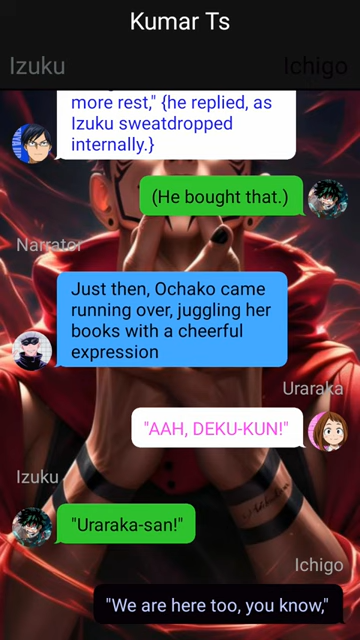 Kumar Ts
Izuku
Ichigo
more rest," {he replied, as
Izuku sweatdropped
internally.}
(He bought that.)
Narrator
Just then, Ochako came
running over, juggling her
books with a cheerful
expression
Uraraka
"AAH, DEKU-KUN!"
Izuku
"Uraraka-san!"
Ichigo
"We are here too, you know,"